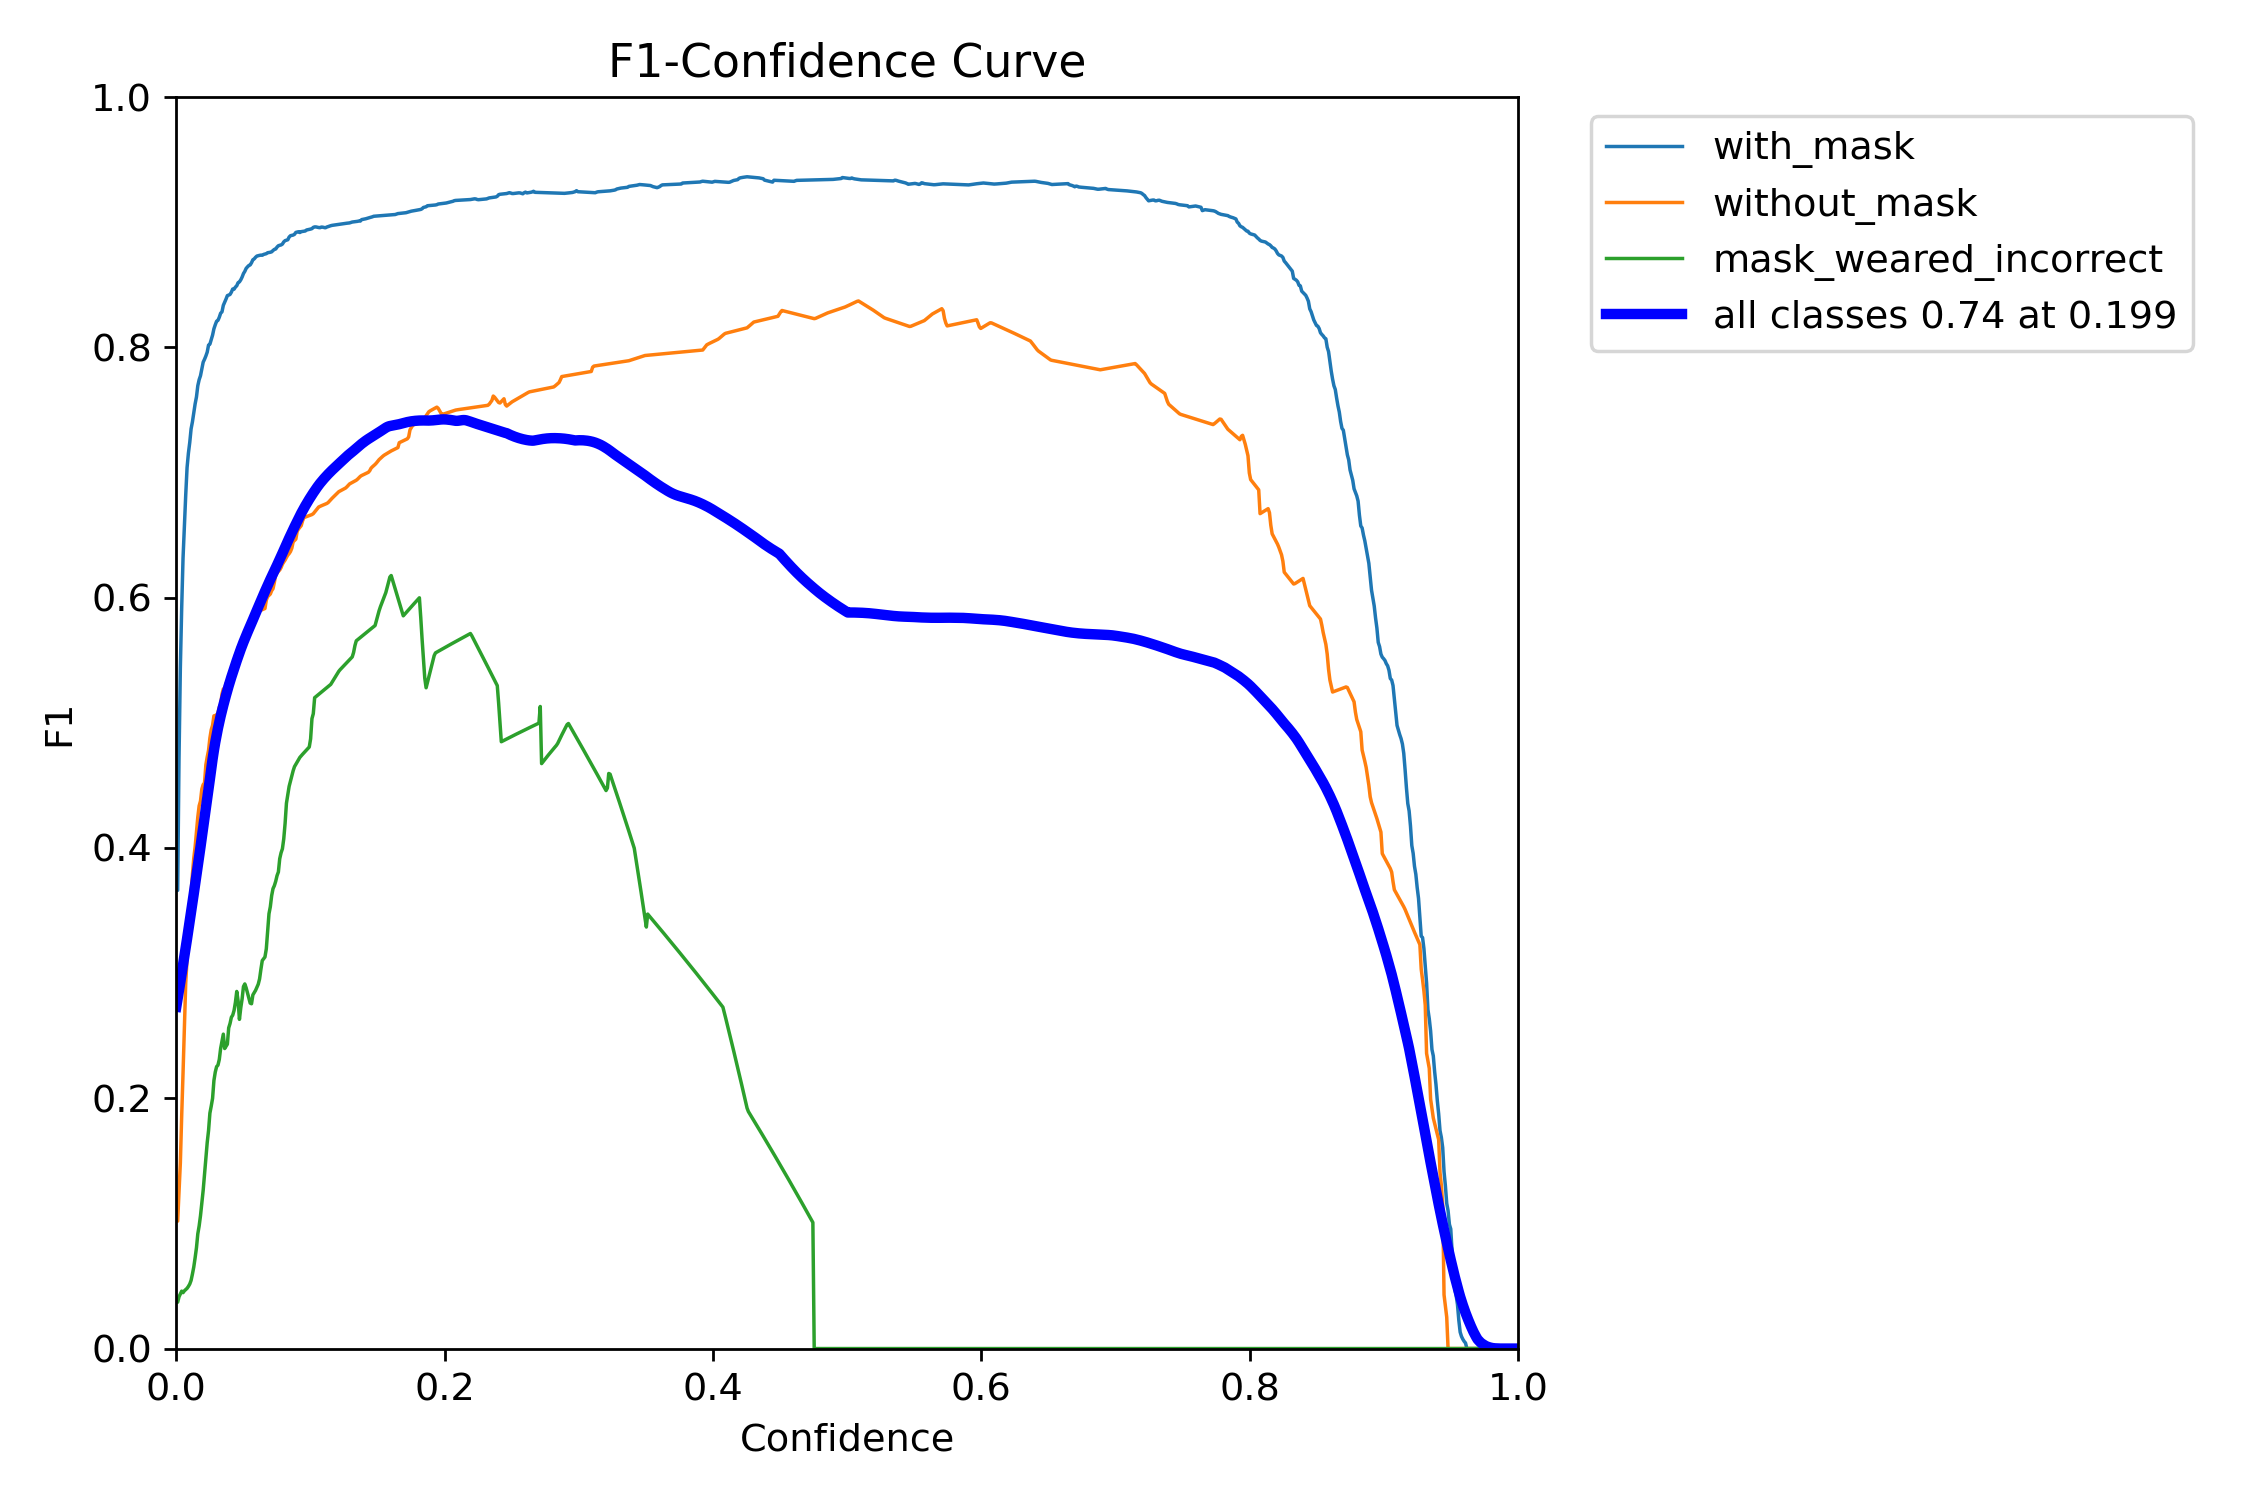 F1-Confidence Curve
1.0
0.8
0.6
0.4
0.2
0.0
F1
0.0 0.2 0.4 0.6 0.8 1.0
Confidence
with_mask
without_mask
mask_weared_incorrect
all classes 0.74 at 0.199